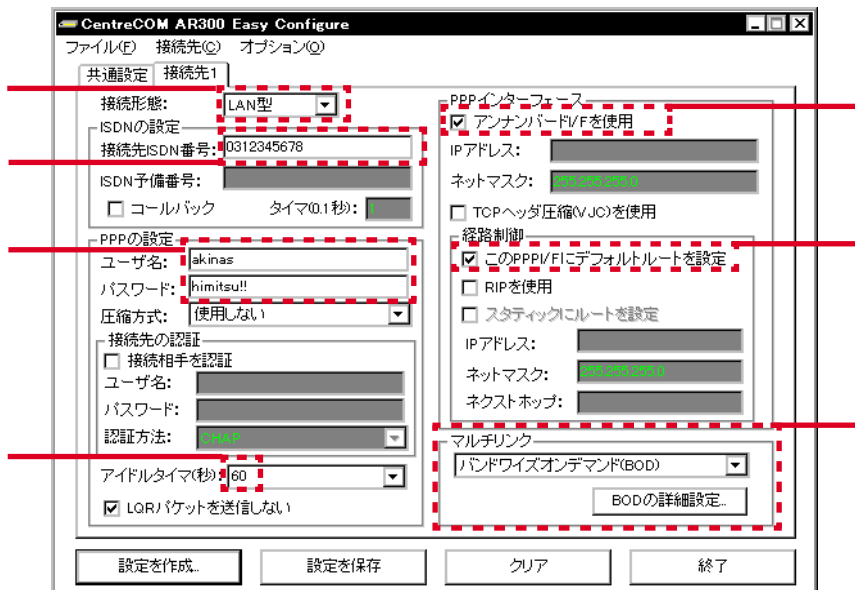 CentreCOM AR300 Easy Configure
ファイル(F) 接続先(C) オプション(O)
共通設定 接続先1
接続形態: LAN型
ISDNの設定
接続先ISDN番号: 0312345678
ISDN予備番号:
コールバック タイマ(0.1秒): 1
PPPの設定
ユーザ名: akinas
パスワード: himitsu!!
圧縮方式: 使用しない
接続先の認証
接続相手を認証
ユーザ名:
パスワード:
認証方法: CHAP
アイドルタイマ(秒): 60
LQRパケットを送信しない
PPPインターフェース
アンナンバードI/Fを使用
IPアドレス:
ネットマスク: 255.255.255.0
TCPヘッダ圧縮(VJC)を使用
経路制御
このPPPI/Fにデフォルトルートを設定
RIPを使用
スタティックにルートを設定
IPアドレス:
ネットマスク: 255.255.255.0
ネクストホップ:
マルチリンク
バンドワイズオンデマンド(BOD)
BODの詳細設定...
設定を作成... 設定を保存 クリア 終了